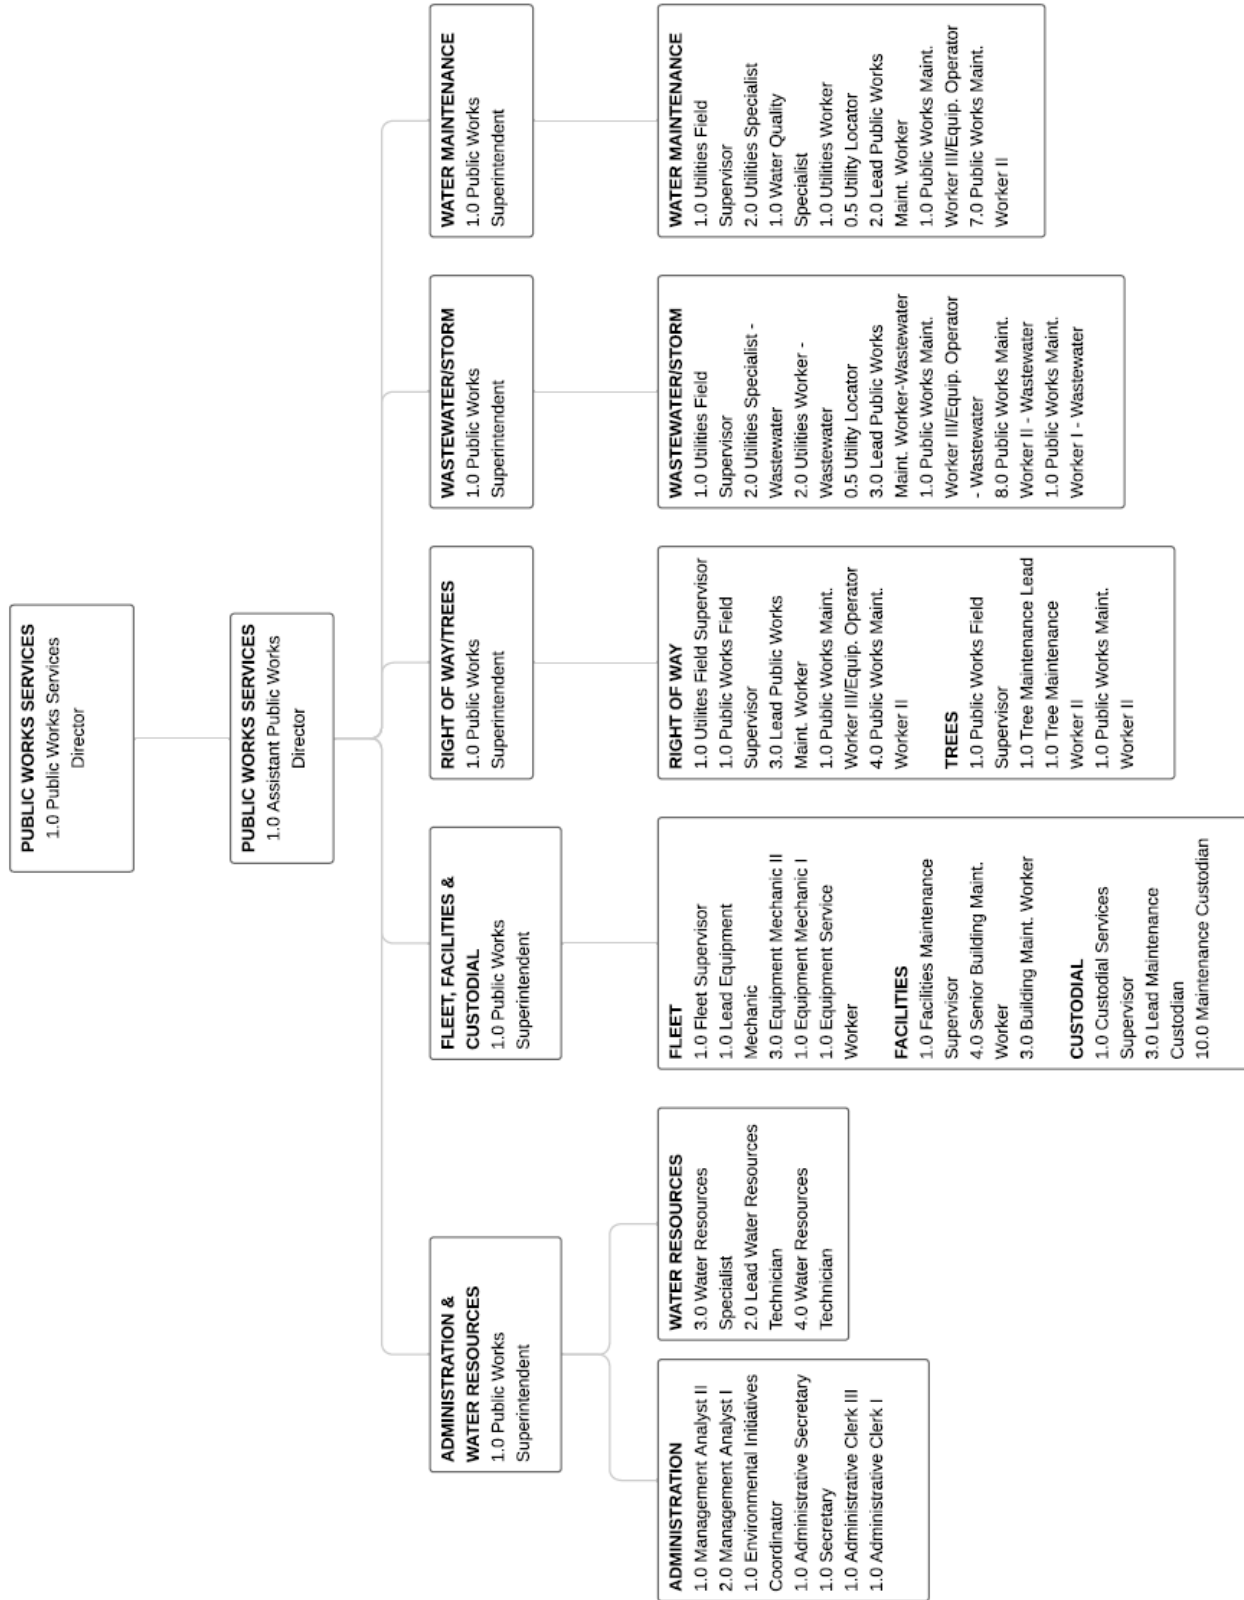 PUBLIC WORKS SERVICES
1.0 Public Works Services
Director
PUBLIC WORKS SERVICES
1.0 Assistant Public Works
Director
ADMINISTRATION &
WATER RESOURCES
1.0 Public Works
Superintendent
FLEET, FACILITIES &
CUSTODIAL
1.0 Public Works
Superintendent
RIGHT OF WAY/TREES
1.0 Public Works
Superintendent
WASTEWATER/STORM
1.0 Public Works
Superintendent
WATER MAINTENANCE
1.0 Public Works
Superintendent
ADMINISTRATION
1.0 Management Analyst II
2.0 Management Analyst I
1.0 Environmental Initiatives
Coordinator
1.0 Administrative Secretary
1.0 Secretary
1.0 Administrative Clerk III
1.0 Administrative Clerk I
WATER RESOURCES
3.0 Water Resources
Specialist
2.0 Lead Water Resources
Technician
4.0 Water Resources
Technician
FLEET
1.0 Fleet Supervisor
1.0 Lead Equipment
Mechanic
3.0 Equipment Mechanic II
1.0 Equipment Mechanic I
1.0 Equipment Service
Worker
FACILITIES
1.0 Facilities Maintenance
Supervisor
4.0 Senior Building Maint.
Worker
3.0 Building Maint. Worker
CUSTODIAL
1.0 Custodial Services
Supervisor
3.0 Lead Maintenance
Custodian
10.0 Maintenance Custodian
RIGHT OF WAY
1.0 Utilites Field Supervisor
1.0 Public Works Field
Supervisor
3.0 Lead Public Works
Maint. Worker
1.0 Public Works Maint.
Worker III/Equip. Operator
4.0 Public Works Maint.
Worker II
TREES
1.0 Public Works Field
Supervisor
1.0 Tree Maintenance Lead
1.0 Tree Maintenance
Worker II
1.0 Public Works Maint.
Worker II
WASTEWATER/STORM
1.0 Utilities Field
Supervisor
2.0 Utilities Specialist -
Wastewater
2.0 Utilities Worker -
Wastewater
0.5 Utility Locator
3.0 Lead Public Works
Maint. Worker-Wastewater
1.0 Public Works Maint.
Worker III/Equip. Operator
- Wastewater
8.0 Public Works Maint.
Worker II - Wastewater
1.0 Public Works Maint.
Worker I - Wastewater
WATER MAINTENANCE
1.0 Utilities Field
Supervisor
2.0 Utilities Specialist
1.0 Water Quality
Specialist
1.0 Utilities Worker
0.5 Utility Locator
2.0 Lead Public Works
Maint. Worker
1.0 Public Works Maint.
Worker III/Equip. Operator
7.0 Public Works Maint.
Worker II